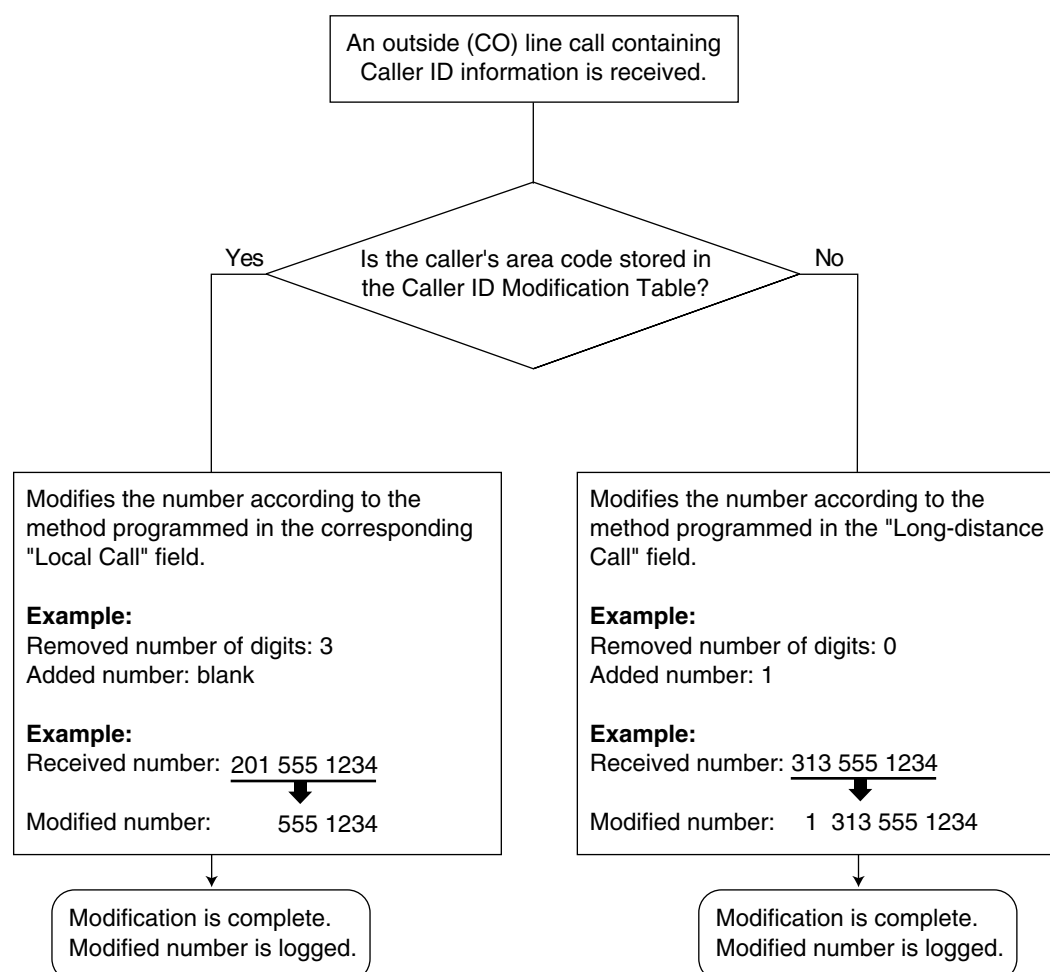 An outside (CO) line call containing
Caller ID information is received.
Yes
Is the caller's area code stored in
the Caller ID Modification Table?
No
Modifies the number according to the
method programmed in the corresponding
"Local Call" field.
Example:
Removed number of digits: 3
Added number: blank
Example:
Received number: 201 555 1234
Modified number: 555 1234
Modification is complete.
Modified number is logged.
Modifies the number according to the
method programmed in the "Long-distance
Call" field.
Example:
Removed number of digits: 0
Added number: 1
Example:
Received number: 313 555 1234
Modified number: 1 313 555 1234
Modification is complete.
Modified number is logged.